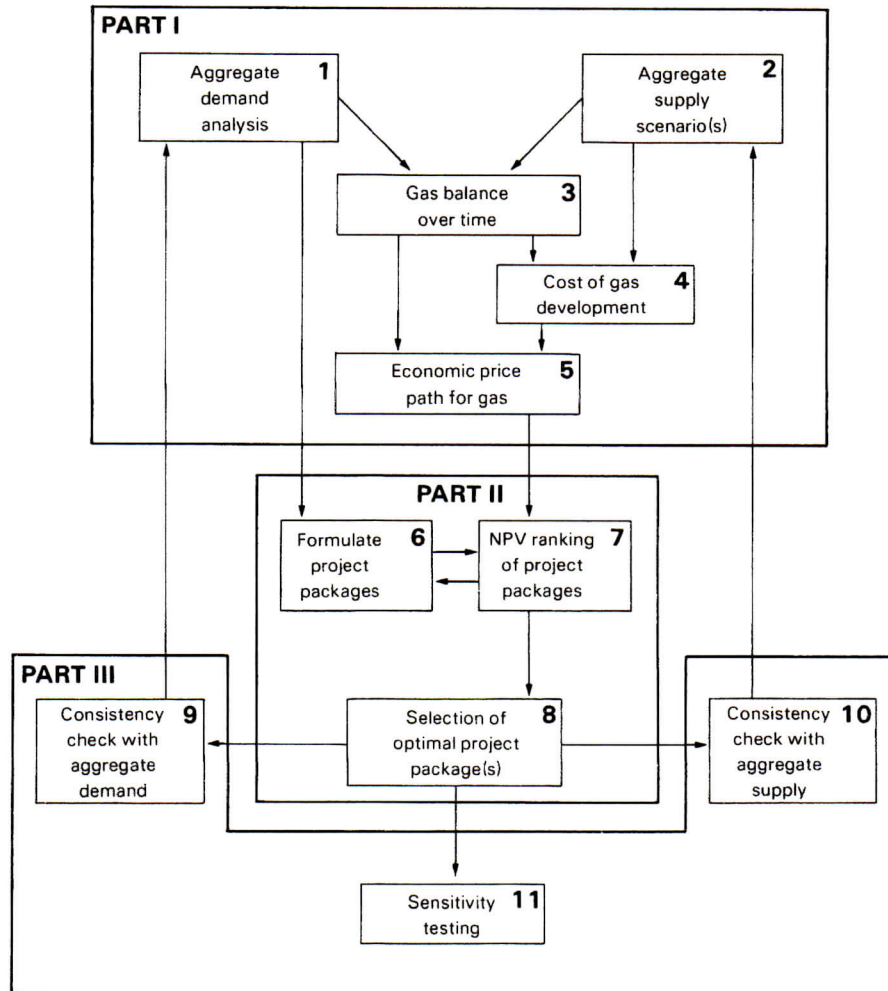 PART I
1
Aggregate
demand
analysis
2
Aggregate
supply
scenario(s)
3
Gas balance
over time
4
Cost of gas
development
5
Economic price
path for gas
PART II
6
Formulate
project
packages
7
NPV ranking
of project
packages
PART III
9
Consistency
check with
aggregate
demand
8
Selection of
optimal project
package(s)
10
Consistency
check with
aggregate
supply
11
Sensitivity
testing